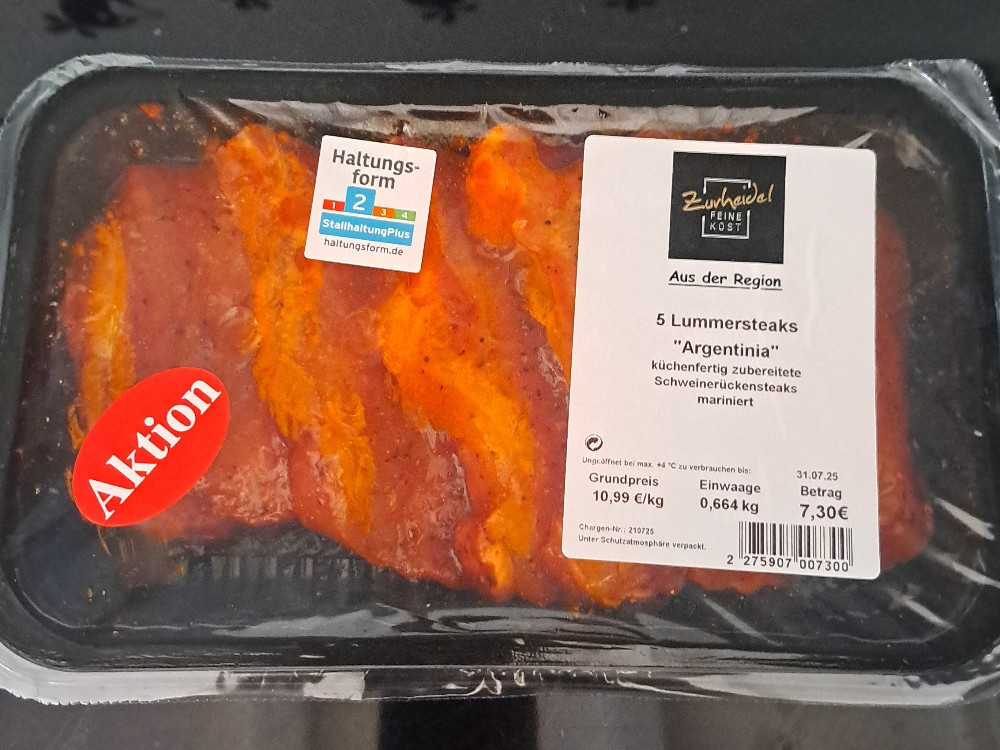 Haltungs-
form
1 2 3 4
StallhaltungPlus
haltungsform.de
Zurheidel
FEINE
KOST
Aus der Region
5 Lummersteaks
"Argentinia"
küchenfertig zubereitete
Schweinerückensteaks
mariniert
Ungeöffnet bei max. +4 °C zu verbrauchen bis: 31.07.25
Grundpreis Einwaage Betrag
10,99 €/kg 0,664 kg 7,30€
Chargen-Nr.: 210725
Unter Schutzatmosphäre verpackt.
2 275907 007300
Aktion